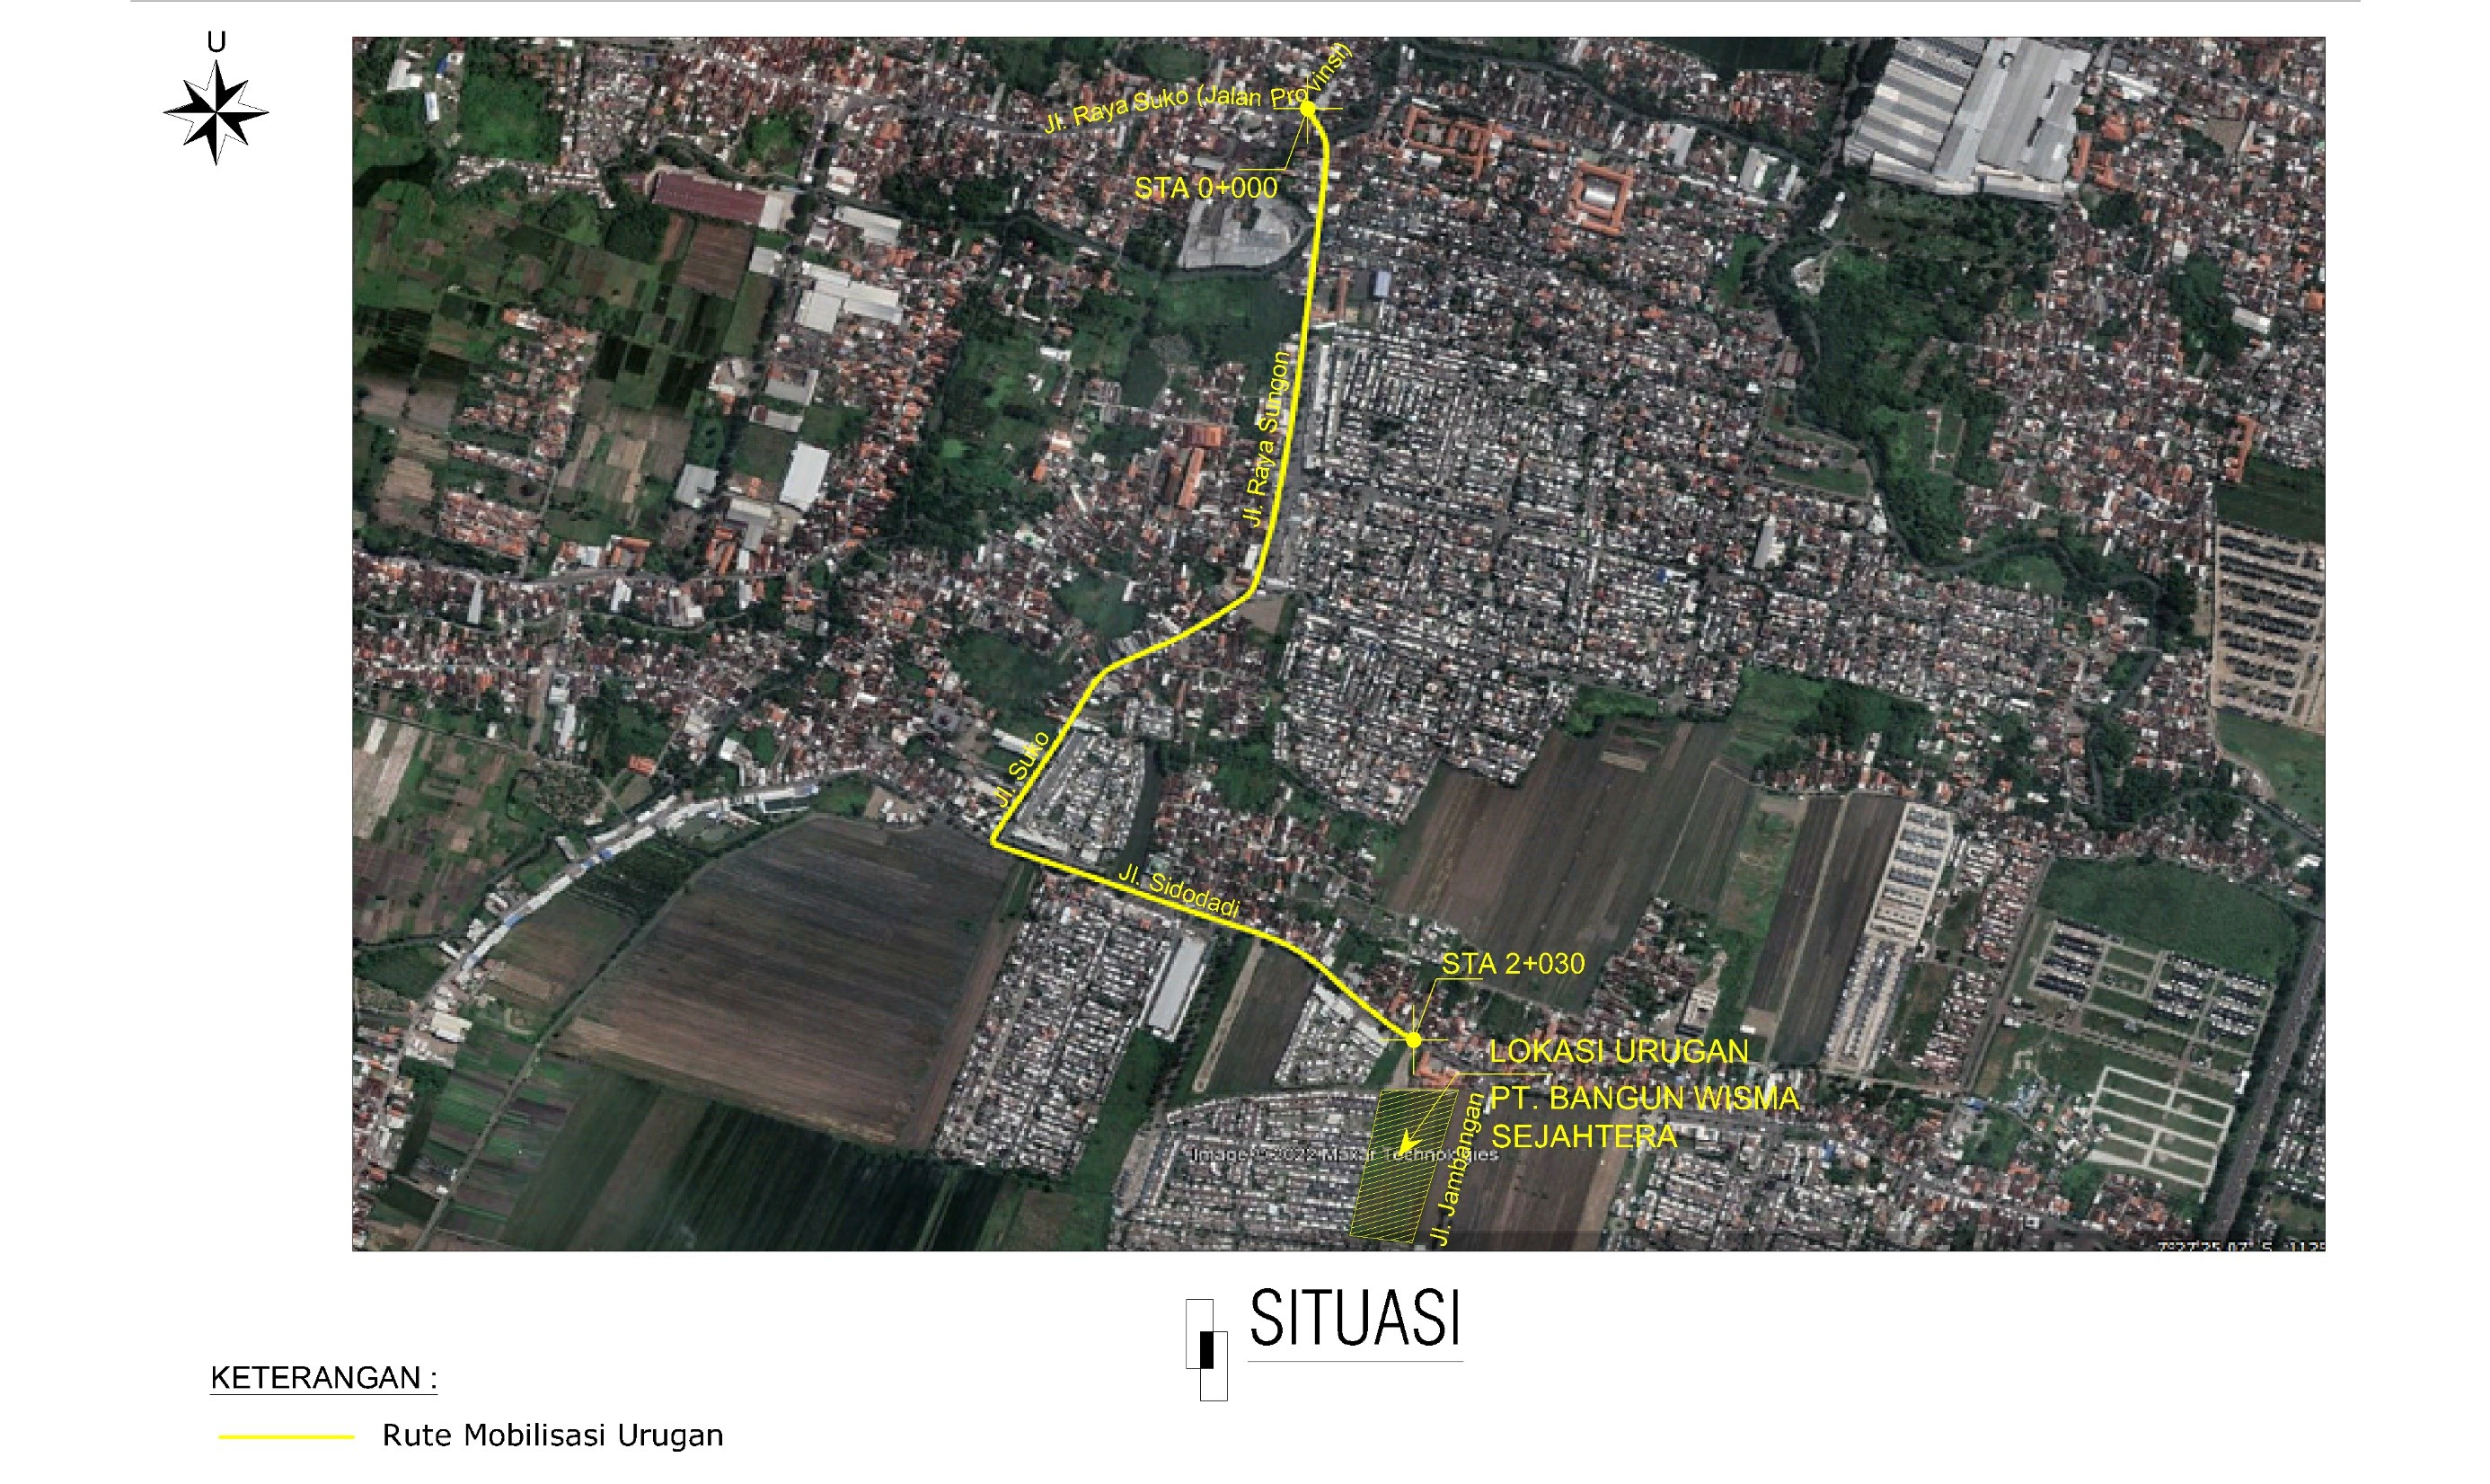 U
Jl. Raya Suko (Jalan ProVinsi)
STA 0+000
Jl. Raya Sungon
Jl. Suko
Jl. Sidodadi
STA 2+030
LOKASI URUGAN
PT. BANGUN WISMA
SEJAHTERA
Jl. Jambangan
Image © 2022 Maxar Technologies
SITUASI
KETERANGAN :
Rute Mobilisasi Urugan